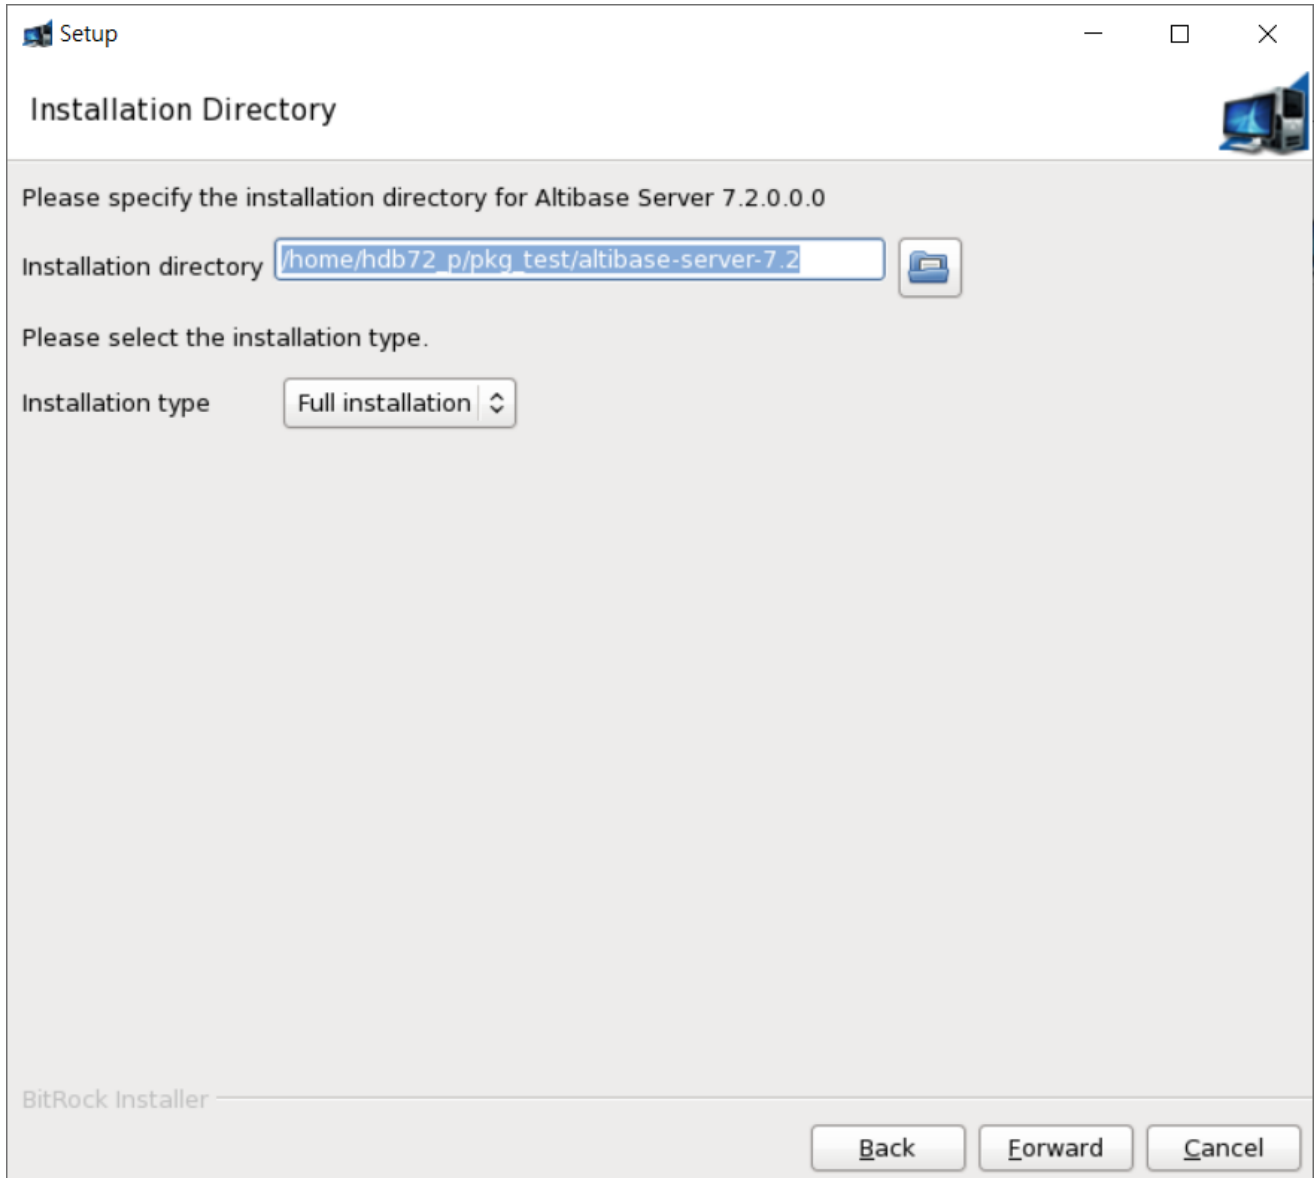 Setup
Installation Directory
Please specify the installation directory for Altibase Server 7.2.0.0.0
Installation directory /home/hdb72_p/pkg_test/altibase-server-7.2
Please select the installation type.
Installation type Full installation
BitRock Installer
Back Forward Cancel